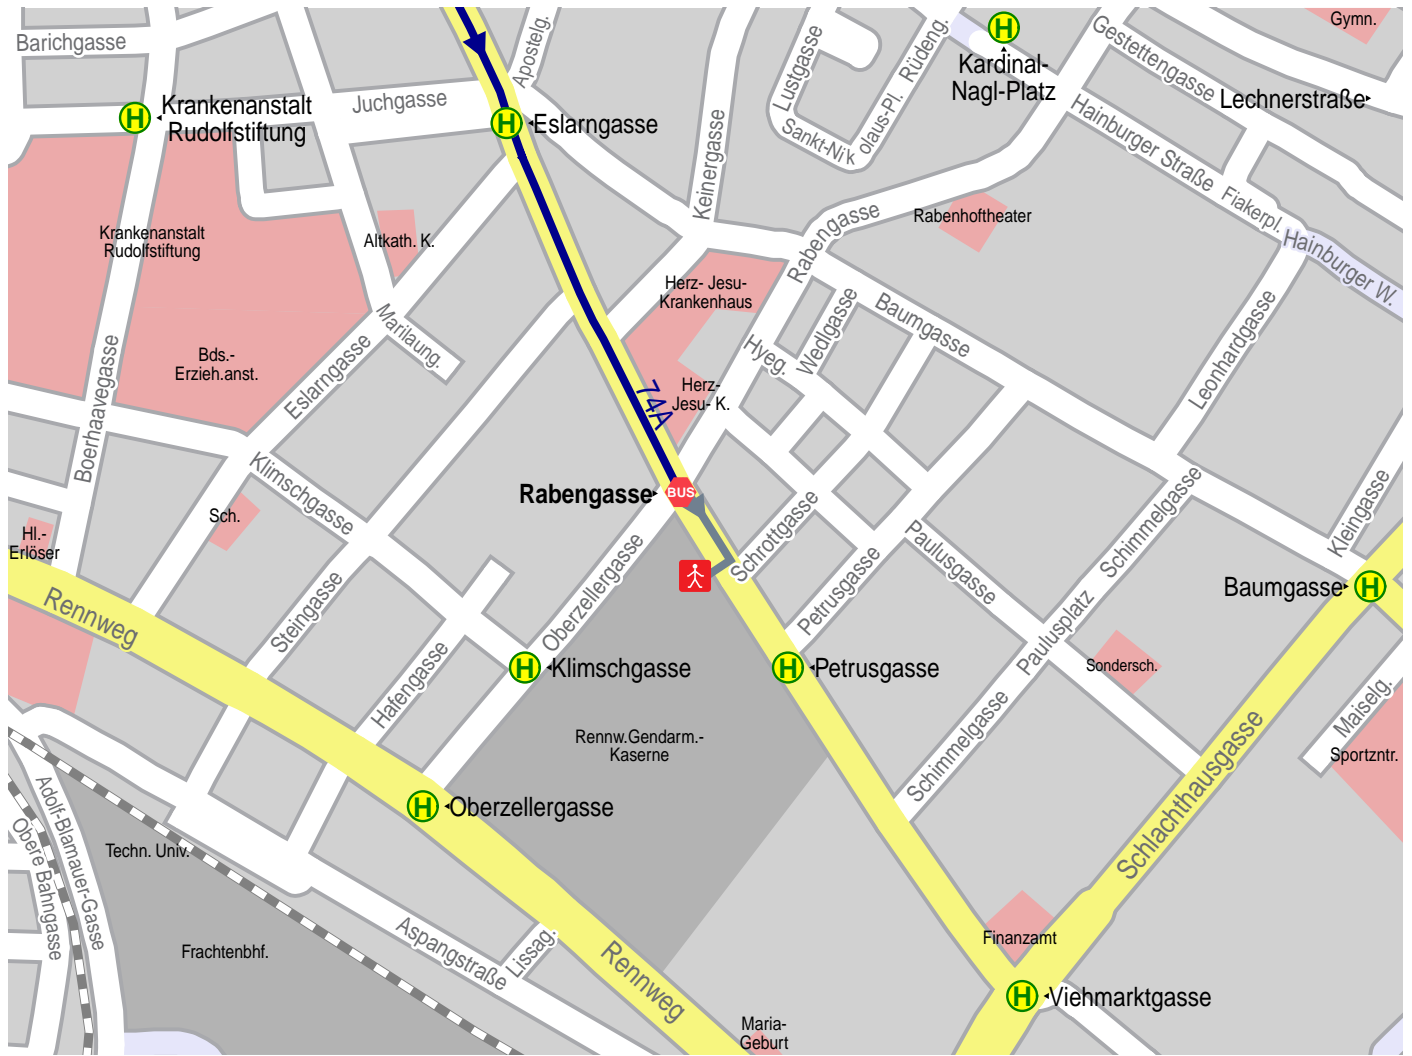 Barichgasse
Apostelg.
Lustgasse
Rüdeng.
H
Kardinal-
Nagl-Platz
Gestettengasse
Gymn.
Lechnerstraße
H
Krankenanstalt
Rudolfstiftung
Juchgasse
H
Eslarngasse
Sankt-Nik
olaus-Pl.
Hainburger Straße
Fiakerpl.
Hainburger W.
Keinergasse
Rabengasse
Rabenhoftheater
Krankenanstalt
Rudolfstiftung
Altkath. K.
Herz- Jesu-
Krankenhaus
Marilaung.
Wedlgasse
Baumgasse
Hyeg.
Leonhardgasse
Bds.-
Erzieh.anst.
Eslarngasse
Boerhaavegasse
74A
Herz-
Jesu- K.
Klimschgasse
Rabengasse
BUS
Schrottgasse
Schimmelgasse
Kleingasse
Sch.
Hl.-
Erlöser
Oberzellergasse
Petrusgasse
Paulusgasse
Paulusplatz
Baumgasse
H
Rennweg
Steingasse
Hafengasse
H
Klimschgasse
H
Petrusgasse
Sondersch.
Maiselg.
Rennw.Gendarm.-
Kaserne
Schimmelgasse
Schlachthausgasse
Sportzntr.
H
Oberzellergasse
Adolf-Blamauer-Gasse
Obere Bahngasse
Techn. Univ.
Frachtenbhf.
Aspangstraße
Lissag.
Rennweg
Finanzamt
H
Viehmarktgasse
Maria-
Geburt